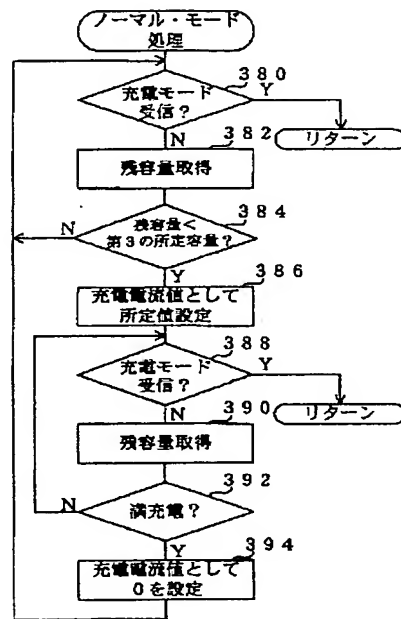 ノーマル・モード
処理
380
充電モード
受信？
Y
リターン
N
382
残容量取得
384
残容量＜
第3の所定容量？
N
Y
386
充電電流値として
所定値設定
388
充電モード
受信？
Y
リターン
N
390
残容量取得
392
満充電？
N
Y
394
充電電流値として
0を設定